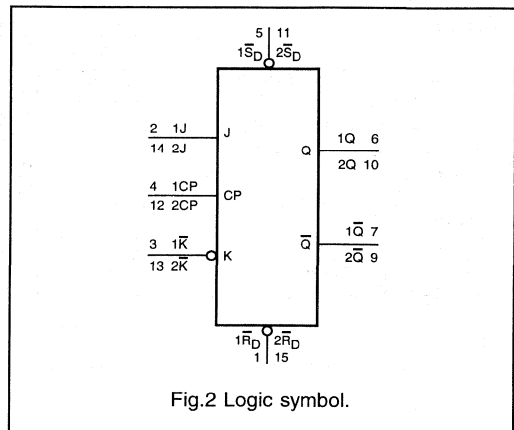 5 11
1S̅D 2S̅D
2 1J
14 2J
J
Q
1Q 6
2Q 10
4 1CP
12 2CP
CP
3 1K̅
13 2K̅
K
Q̅
1Q̅ 7
2Q̅ 9
1R̅D 2R̅D
1 15
Fig.2 Logic symbol.